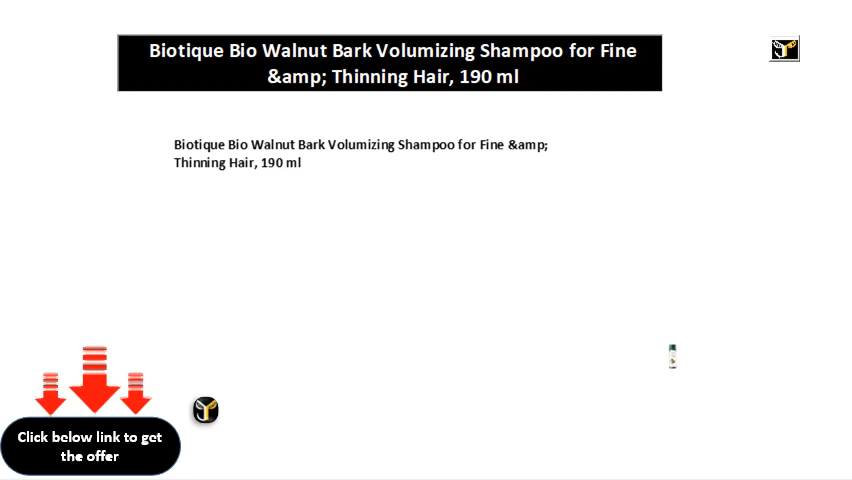 Biotique Bio Walnut Bark Volumizing Shampoo for Fine
&amp; Thinning Hair, 190 ml
Biotique Bio Walnut Bark Volumizing Shampoo for Fine &amp;
Thinning Hair, 190 ml
Click below link to get
the offer